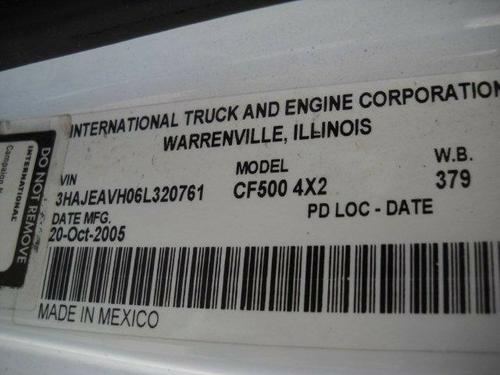 INTERNATIONAL TRUCK AND ENGINE CORPORATION
WARRENVILLE, ILLINOIS
VIN MODEL W.B.
3HAJEAVH06L320761 CF500 4X2 379
DATE MFG. PD LOC - DATE
20-Oct-2005
MADE IN MEXICO
DO NOT REMOVE
INTERNATIONAL
Campaign